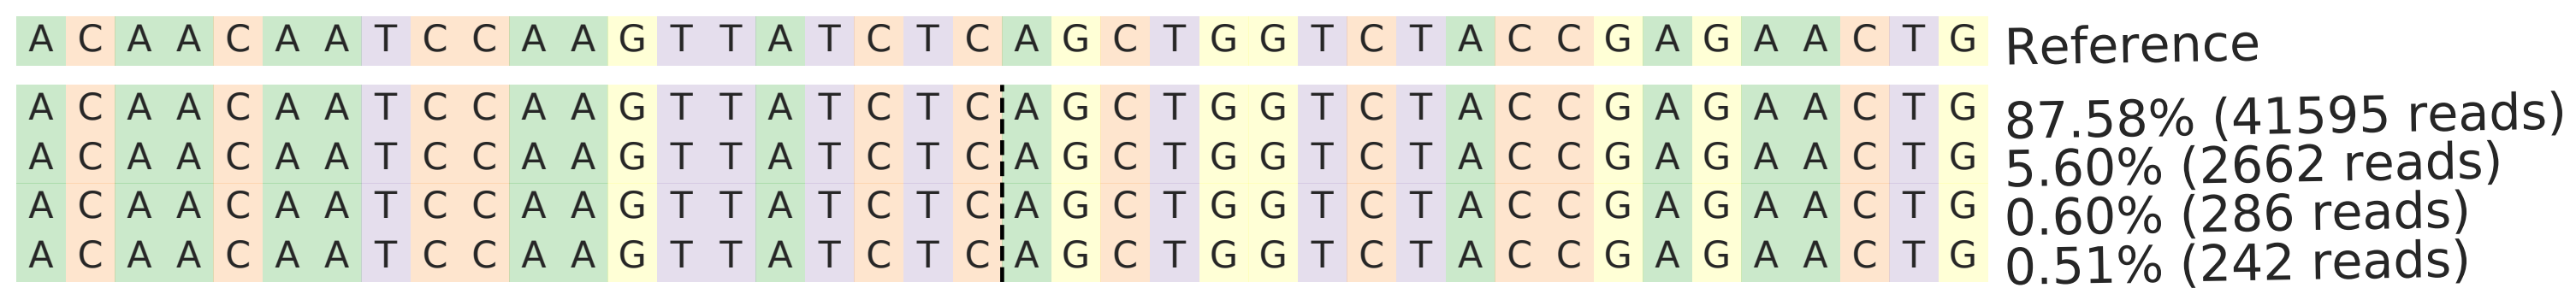 A C A A C A A T C C A A G T T A T C T C A G C T G G T C T A C C G A G A A C T G Reference
A C A A C A A T C C A A G T T A T C T C A G C T G G T C T A C C G A G A A C T G 87.58% (41595 reads)
A C A A C A A T C C A A G T T A T C T C A G C T G G T C T A C C G A G A A C T G 5.60% (2662 reads)
A C A A C A A T C C A A G T T A T C T C A G C T G G T C T A C C G A G A A C T G 0.60% (286 reads)
A C A A C A A T C C A A G T T A T C T C A G C T G G T C T A C C G A G A A C T G 0.51% (242 reads)